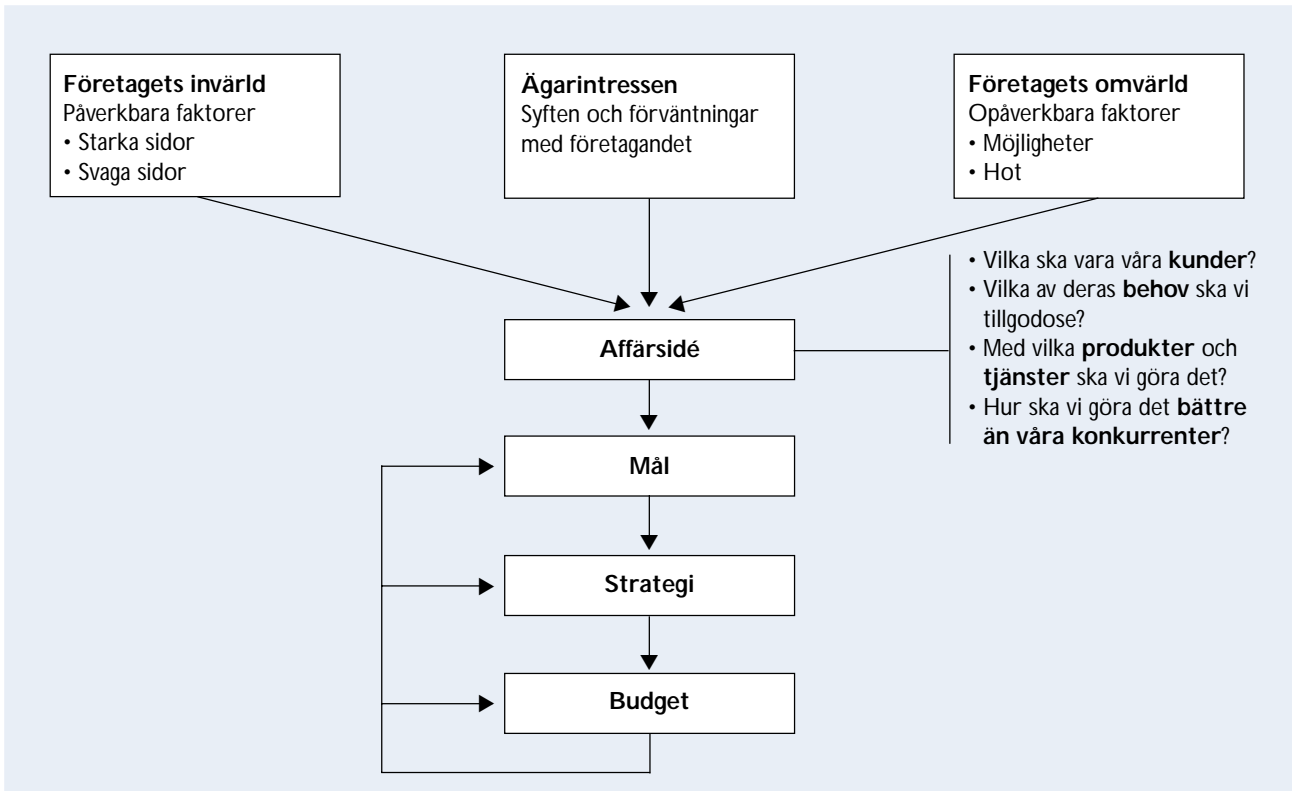 Företagets invärld
Påverkbara faktorer
• Starka sidor
• Svaga sidor
Ägarintressen
Syften och förväntningar
med företagandet
Företagets omvärld
Opåverkbara faktorer
• Möjligheter
• Hot
Affärsidé
• Vilka ska vara våra kunder?
• Vilka av deras behov ska vi
tillgodose?
• Med vilka produkter och
tjänster ska vi göra det?
• Hur ska vi göra det bättre
än våra konkurrenter?
Mål
Strategi
Budget